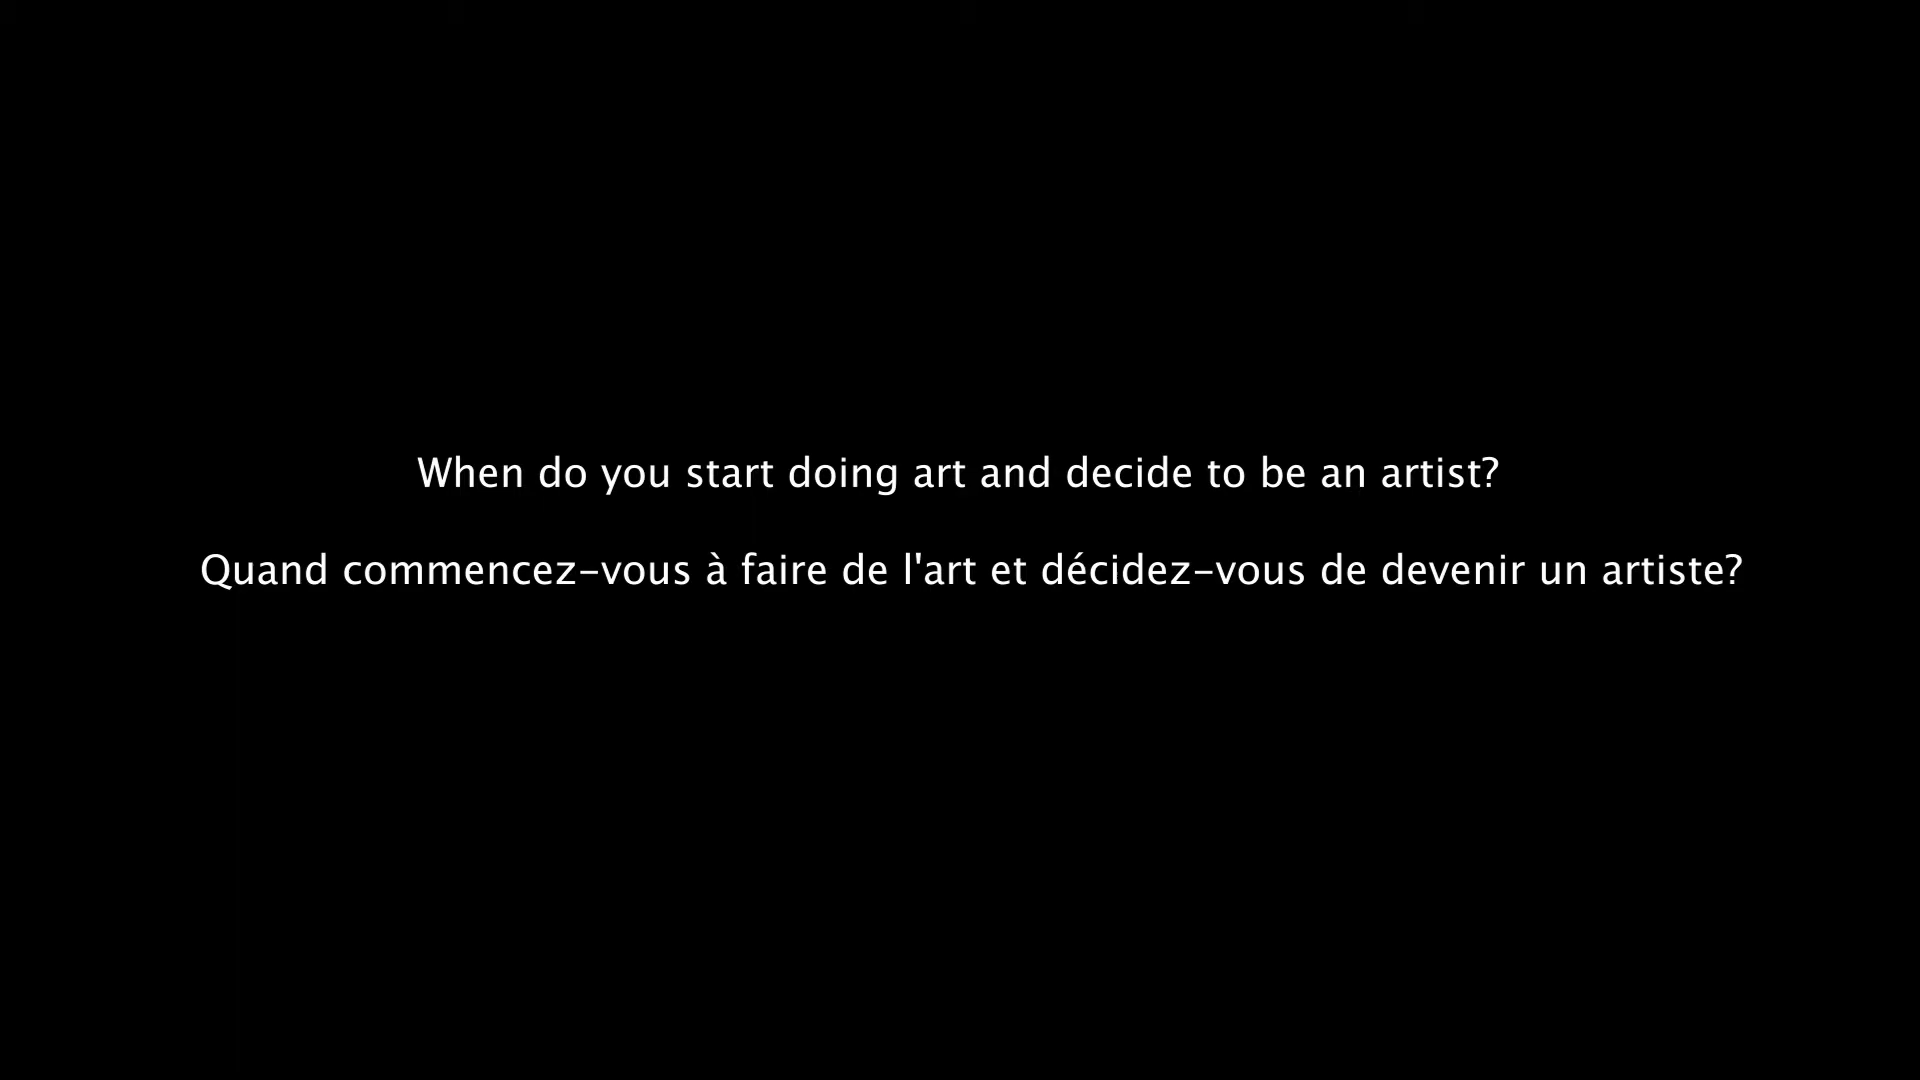 When do you start doing art and decide to be an artist?
Quand commencez-vous à faire de l'art et décidez-vous de devenir un artiste?